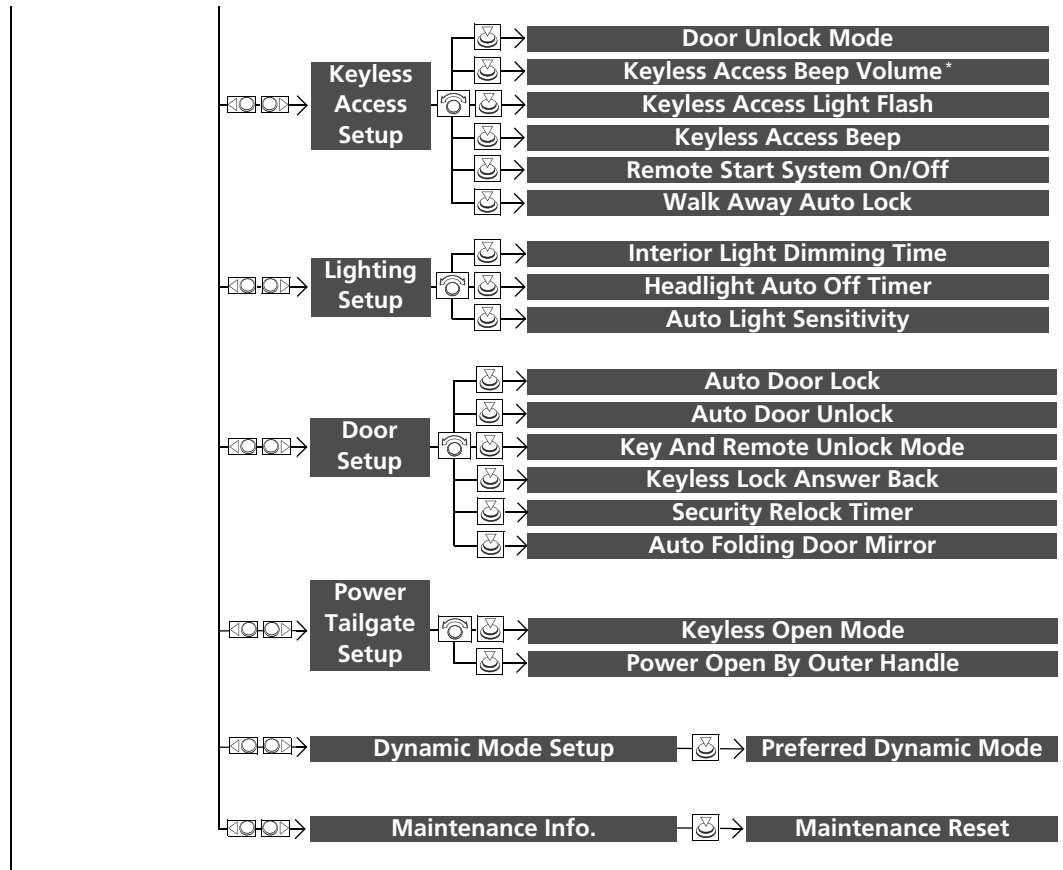 Keyless
Access
Setup
Door Unlock Mode
Keyless Access Beep Volume*
Keyless Access Light Flash
Keyless Access Beep
Remote Start System On/Off
Walk Away Auto Lock
Lighting
Setup
Interior Light Dimming Time
Headlight Auto Off Timer
Auto Light Sensitivity
Door
Setup
Auto Door Lock
Auto Door Unlock
Key And Remote Unlock Mode
Keyless Lock Answer Back
Security Relock Timer
Auto Folding Door Mirror
Power
Tailgate
Setup
Keyless Open Mode
Power Open By Outer Handle
Dynamic Mode Setup
Preferred Dynamic Mode
Maintenance Info.
Maintenance Reset